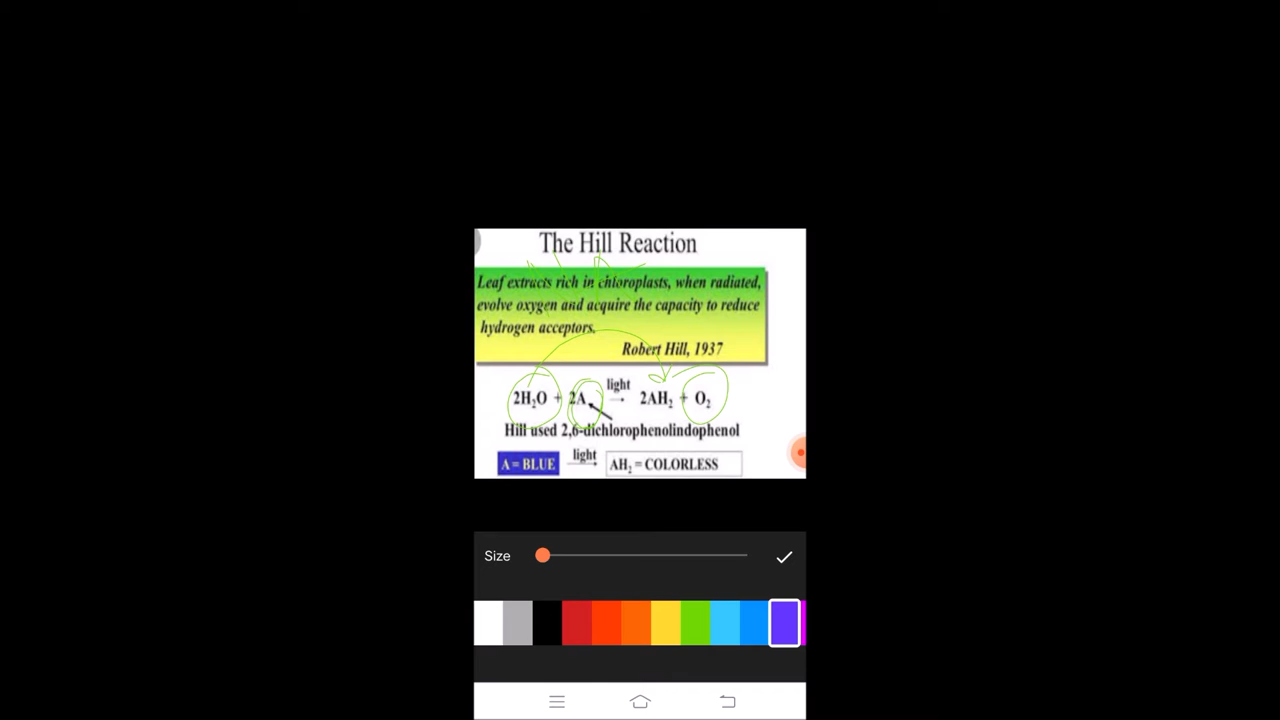 The Hill Reaction
Leaf extracts rich in chloroplasts, when radiated,
evolve oxygen and acquire the capacity to reduce
hydrogen acceptors.
Robert Hill, 1937
2H₂O + 2A light → 2AH₂ + O₂
Hill used 2,6-dichlorophenolindophenol
A = BLUE light → AH₂ = COLORLESS
Size